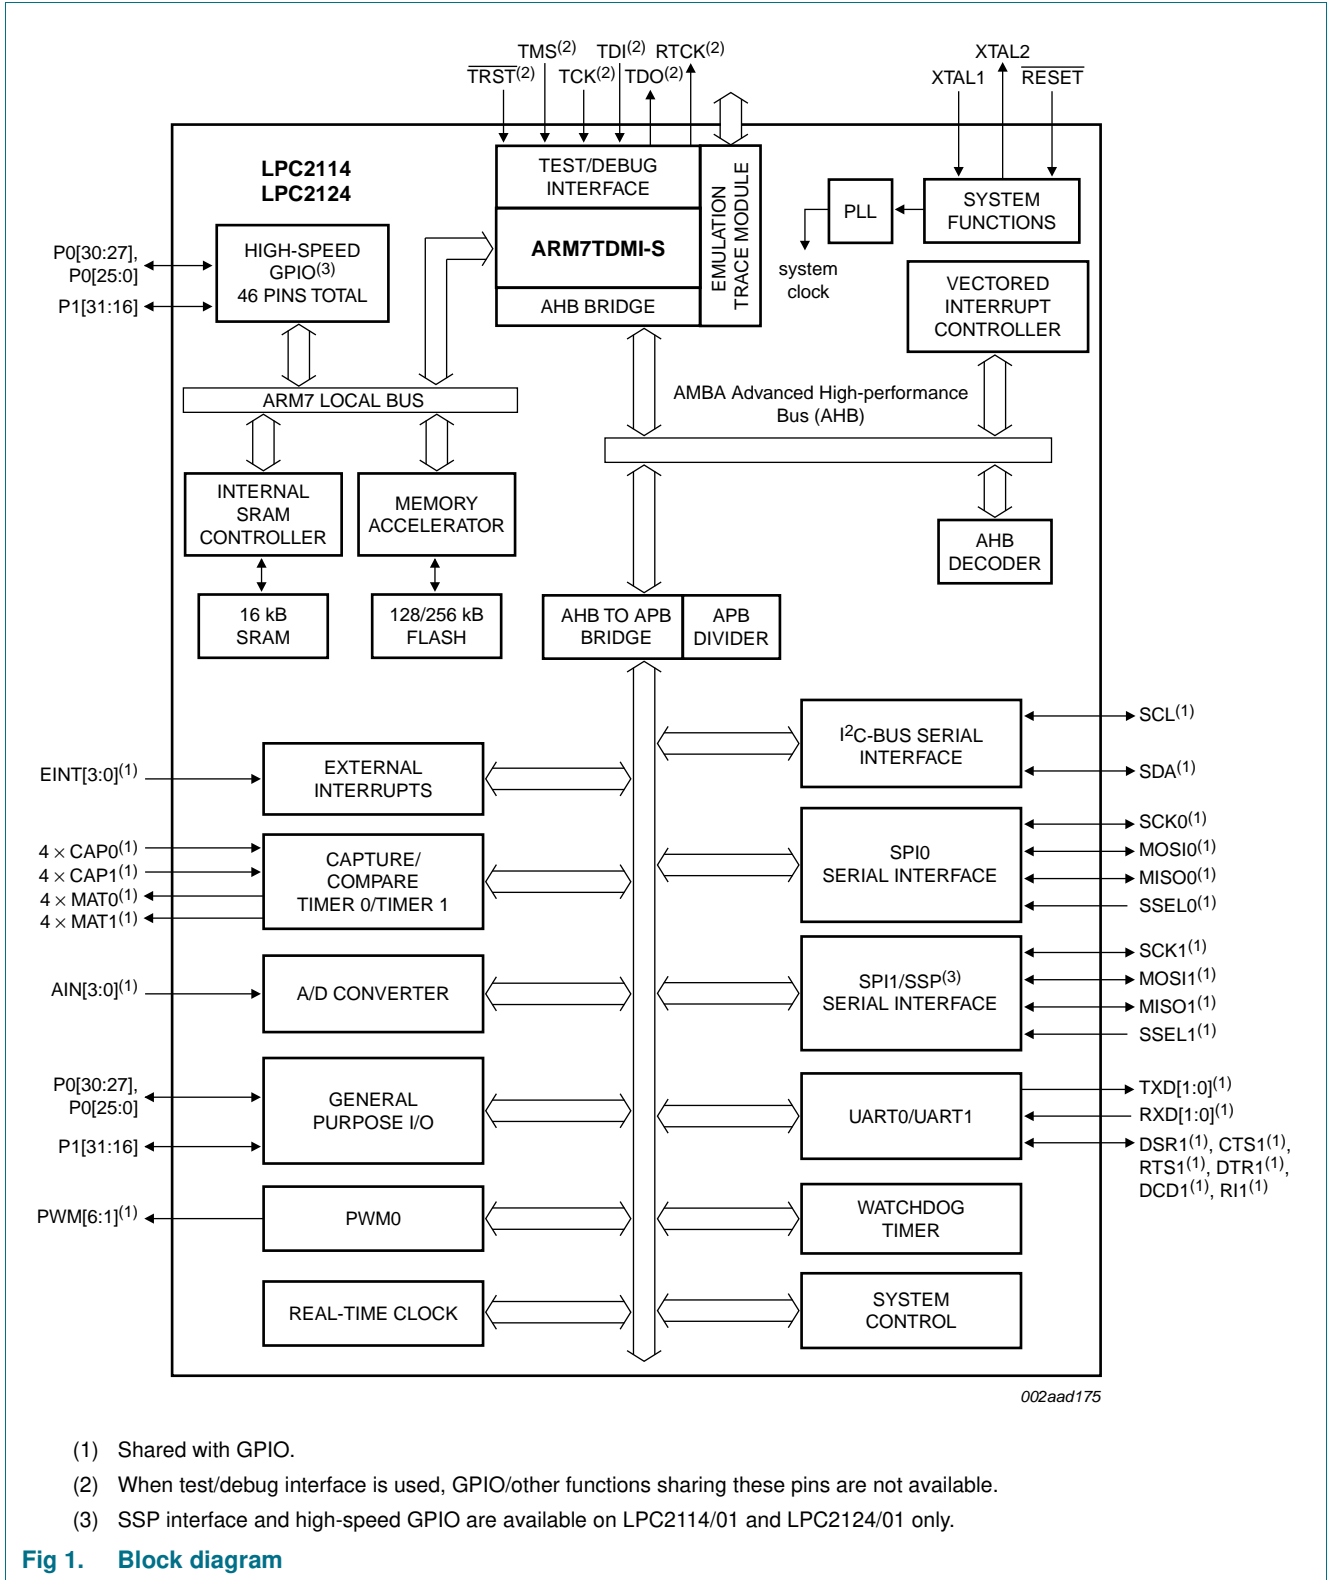 TMS(2) TDI(2) RTCK(2)
TRST(2) TCK(2) TDO(2)
XTAL2
XTAL1 RESET
LPC2114
LPC2124
TEST/DEBUG
INTERFACE
ARM7TDMI-S
AHB BRIDGE
EMULATION
TRACE MODULE
PLL
SYSTEM
FUNCTIONS
system
clock
P0[30:27],
P0[25:0]
P1[31:16]
HIGH-SPEED
GPIO(3)
46 PINS TOTAL
VECTORED
INTERRUPT
CONTROLLER
ARM7 LOCAL BUS
AMBA Advanced High-performance
Bus (AHB)
INTERNAL
SRAM
CONTROLLER
MEMORY
ACCELERATOR
AHB
DECODER
16 kB
SRAM
128/256 kB
FLASH
AHB TO APB
BRIDGE
APB
DIVIDER
EINT[3:0](1)
EXTERNAL
INTERRUPTS
I2C-BUS SERIAL
INTERFACE
SCL(1)
SDA(1)
4 × CAP0(1)
4 × CAP1(1)
4 × MAT0(1)
4 × MAT1(1)
CAPTURE/
COMPARE
TIMER 0/TIMER 1
SPI0
SERIAL INTERFACE
SCK0(1)
MOSI0(1)
MISO0(1)
SSEL0(1)
AIN[3:0](1)
A/D CONVERTER
SPI1/SSP(3)
SERIAL INTERFACE
SCK1(1)
MOSI1(1)
MISO1(1)
SSEL1(1)
P0[30:27],
P0[25:0]
P1[31:16]
GENERAL
PURPOSE I/O
UART0/UART1
TXD[1:0](1)
RXD[1:0](1)
DSR1(1), CTS1(1),
RTS1(1), DTR1(1),
DCD1(1), RI1(1)
PWM[6:1](1)
PWM0
WATCHDOG
TIMER
REAL-TIME CLOCK
SYSTEM
CONTROL
002aad175
(1) Shared with GPIO.
(2) When test/debug interface is used, GPIO/other functions sharing these pins are not available.
(3) SSP interface and high-speed GPIO are available on LPC2114/01 and LPC2124/01 only.
Fig 1. Block diagram